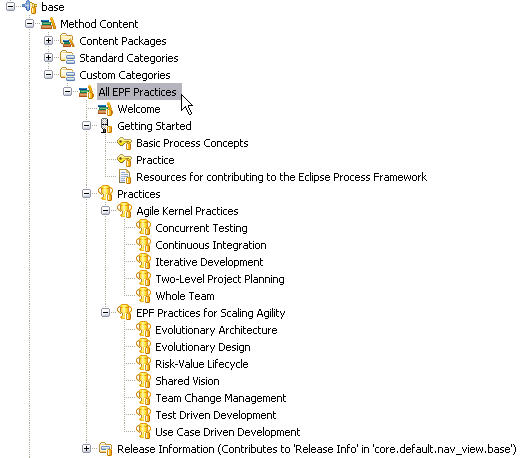 base
Method Content
Content Packages
Standard Categories
Custom Categories
All EPF Practices
Welcome
Getting Started
Basic Process Concepts
Practice
Resources for contributing to the Eclipse Process Framework
Practices
Agile Kernel Practices
Concurrent Testing
Continuous Integration
Iterative Development
Two-Level Project Planning
Whole Team
EPF Practices for Scaling Agility
Evolutionary Architecture
Evolutionary Design
Risk-Value Lifecycle
Shared Vision
Team Change Management
Test Driven Development
Use Case Driven Development
Release Information (Contributes to 'Release Info' in 'core.default.nav_view.base')